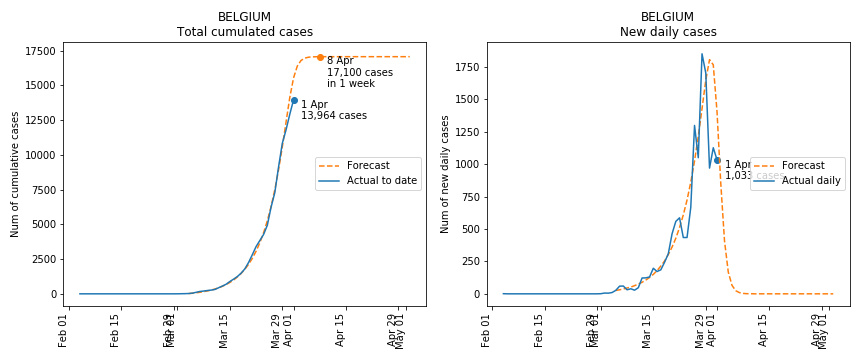 BELGIUM
Total cumulated cases
Num of cumulative cases
17500
15000
12500
10000
7500
5000
2500
0
8 Apr
17,100 cases
in 1 week
1 Apr
13,964 cases
Forecast
Actual to date
Feb 01
Feb 15
Feb 29
Mar 01
Mar 15
Mar 29
Apr 01
Apr 15
Apr 29
May 01
BELGIUM
New daily cases
Num of new daily cases
1750
1500
1250
1000
750
500
250
0
1 Apr
1,033 cases
Forecast
Actual daily
Feb 01
Feb 15
Feb 29
Mar 01
Mar 15
Mar 29
Apr 01
Apr 15
Apr 29
May 01